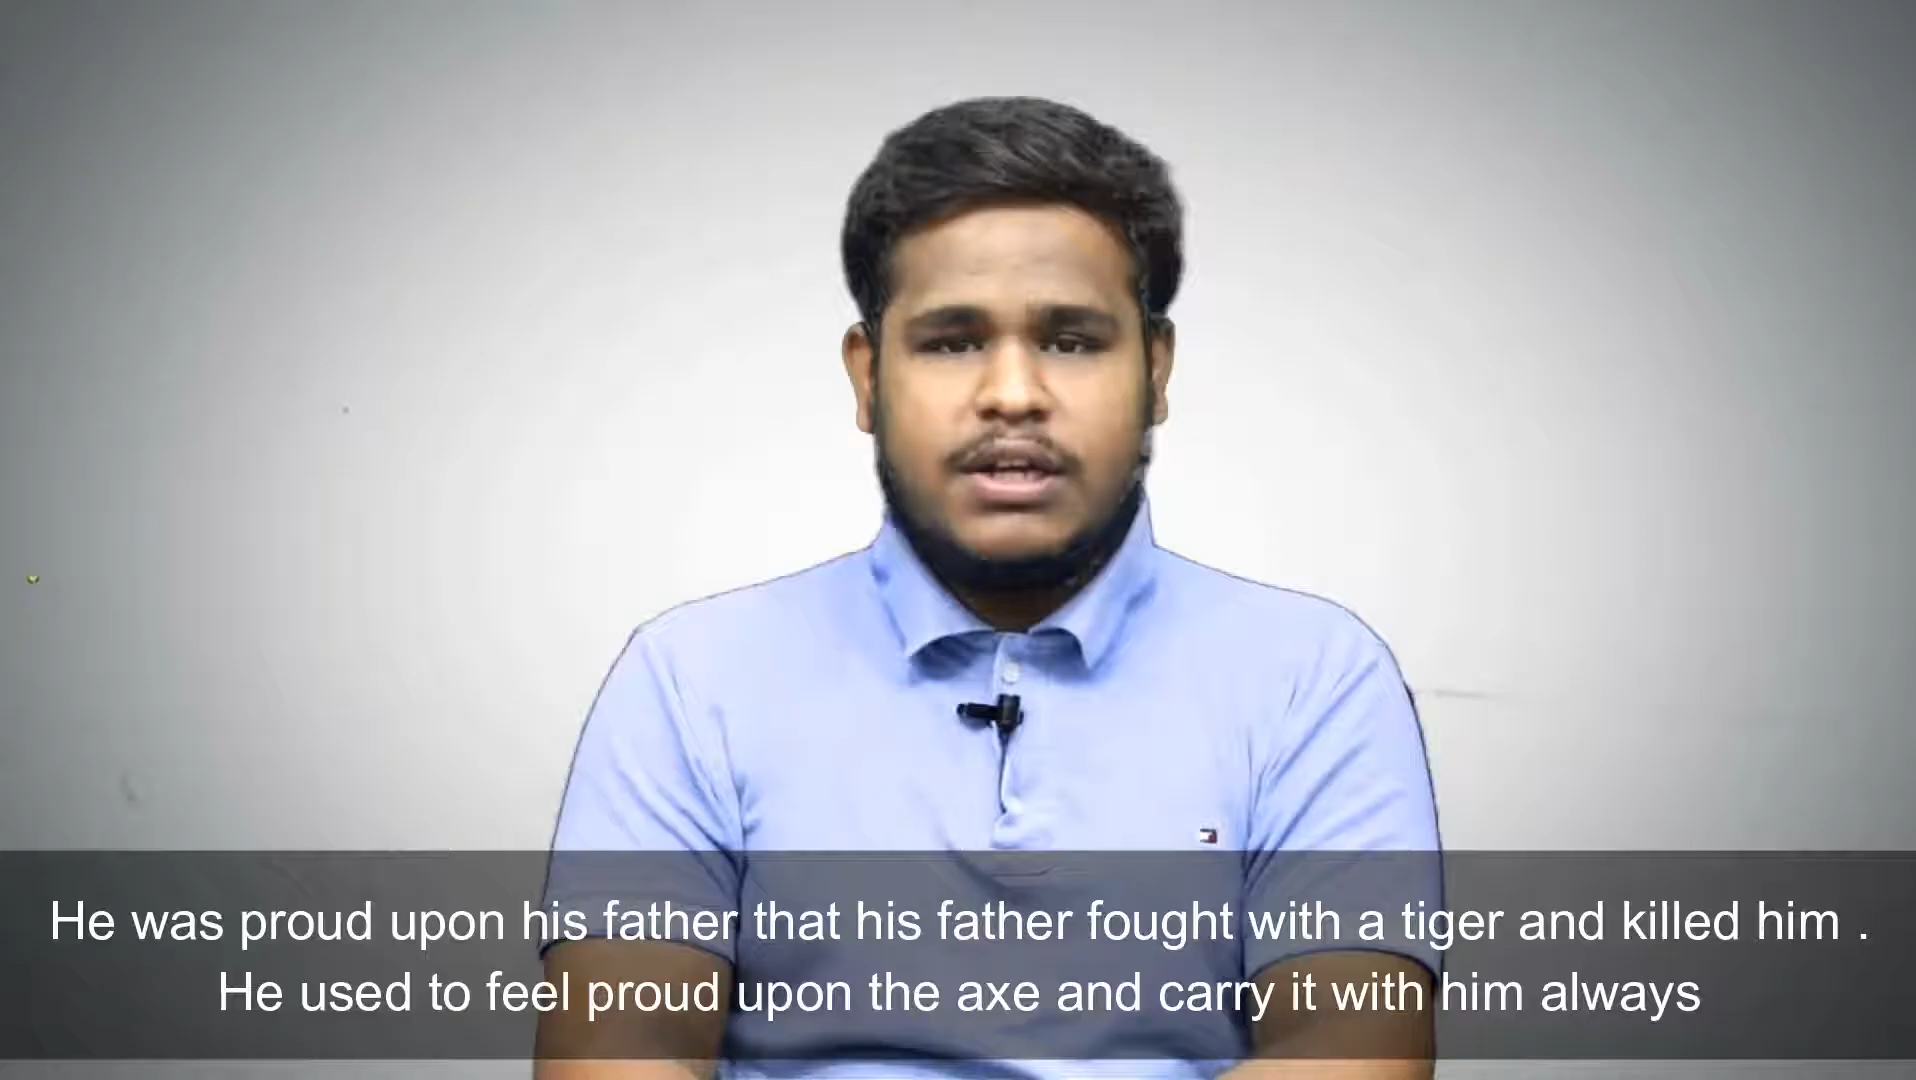 He was proud upon his father that his father fought with a tiger and killed him .
He used to feel proud upon the axe and carry it with him always